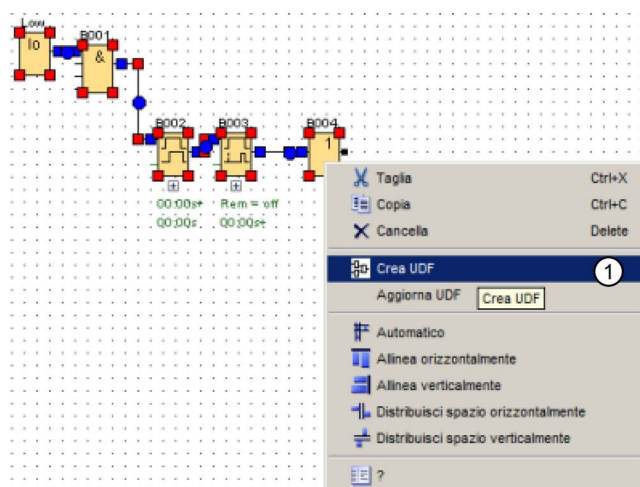 Low
lo
B001
&
B002
B003
B004
1
00:00s+
Rem = off
00:00s
00:00s+
Taglia Ctrl+X
Copia Ctrl+C
Cancella Delete
Crea UDF 1
Aggiorna UDF
Crea UDF
Automatico
Allinea orizzontalmente
Allinea verticalmente
Distribuisci spazio orizzontalmente
Distribuisci spazio verticalmente
?